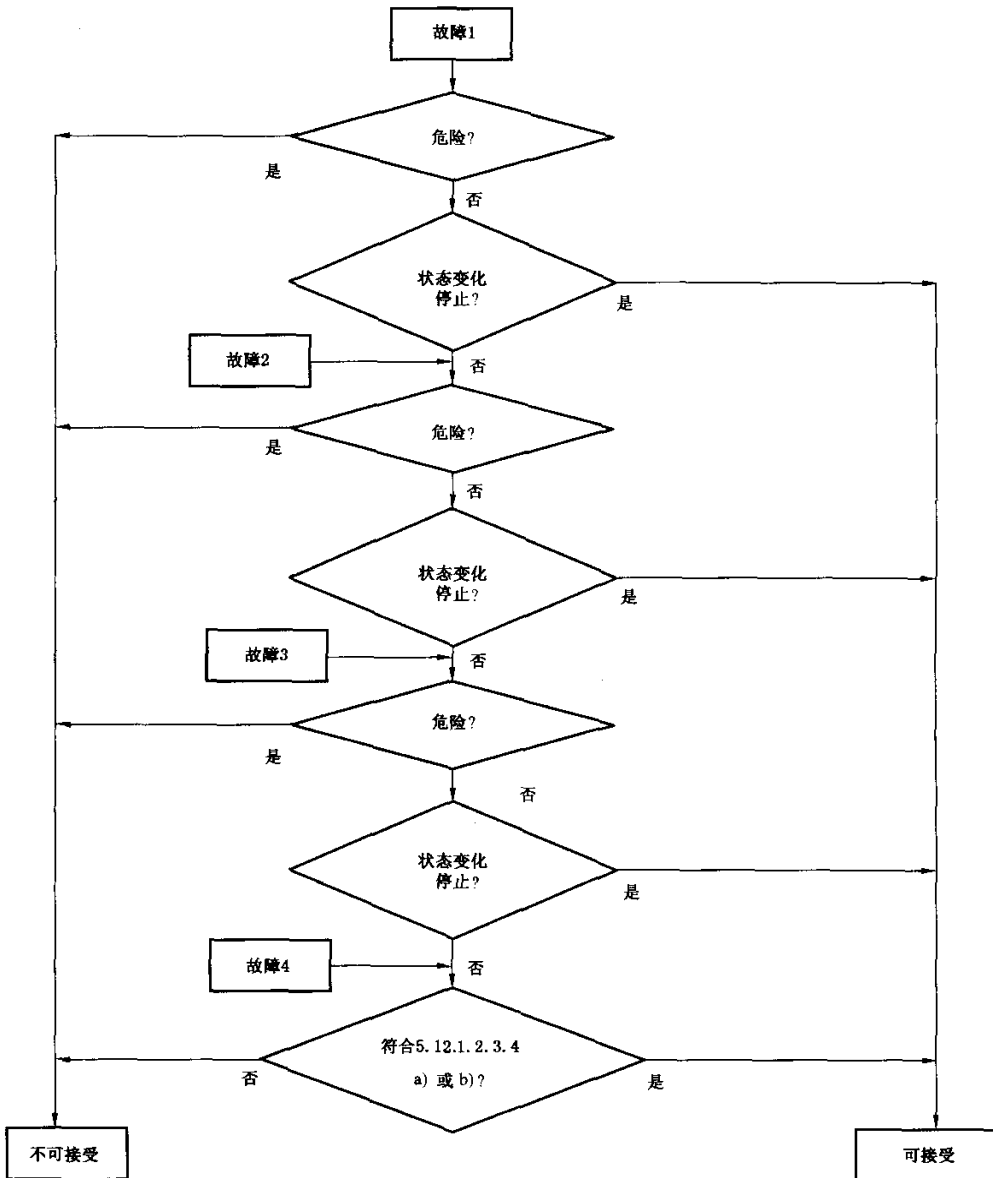 故障1
危险?
是
否
状态变化
停止?
是
故障2
否
危险?
是
否
状态变化
停止?
是
故障3
否
危险?
是
否
状态变化
停止?
是
故障4
否
符合5.12.1.2.3.4
a) 或 b)?
否
是
不可接受
可接受